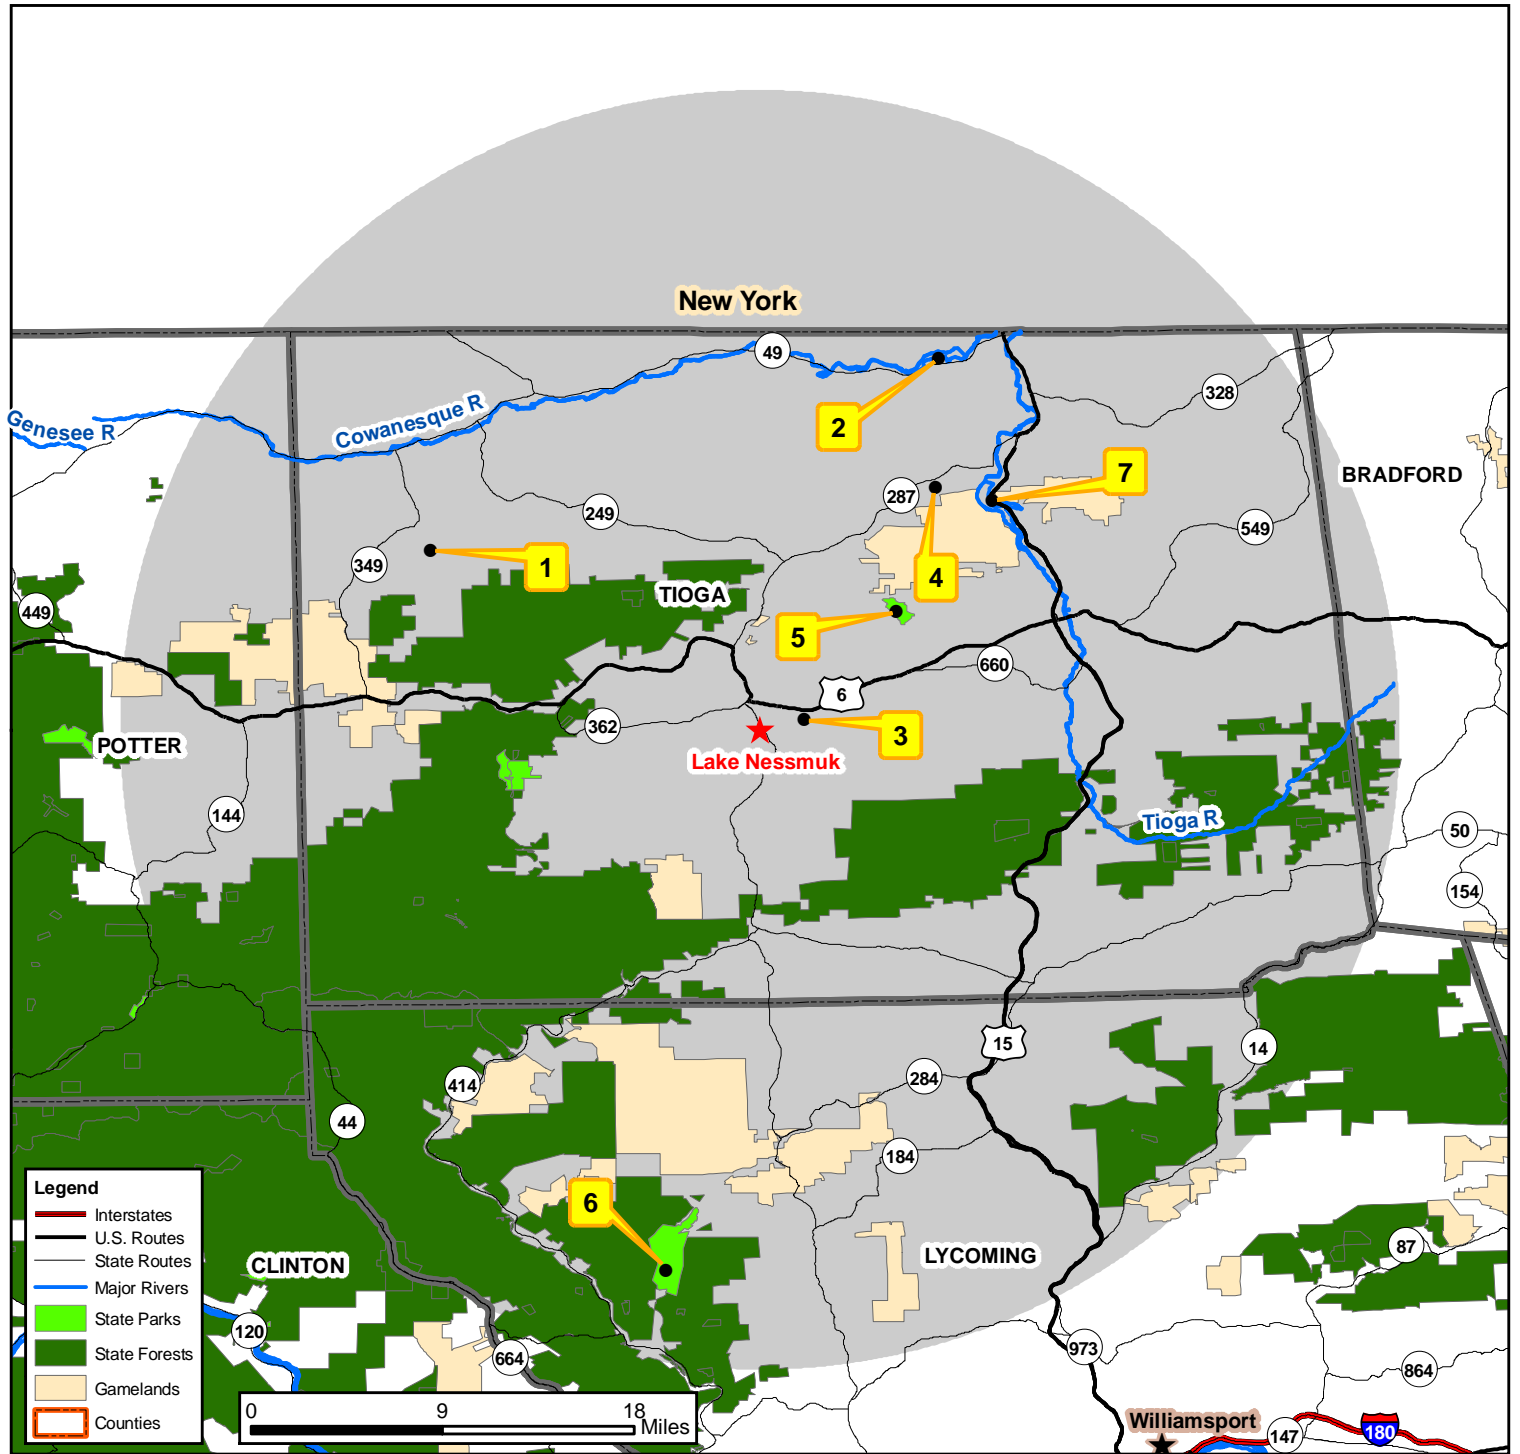 New York
49
328
Genesee R
Cowanesque R
2
BRADFORD
7
287
249
549
349
1
4
TIOGA
449
5
660
6
POTTER
362
3
Lake Nessmuk
144
Tioga R
50
154
15
14
414
284
44
184
6
Legend
Interstates
U.S. Routes
State Routes
Major Rivers
State Parks
State Forests
Gamelands
Counties
CLINTON
LYCOMING
87
120
664
973
864
0 9 18
Miles
Williamsport
147
180